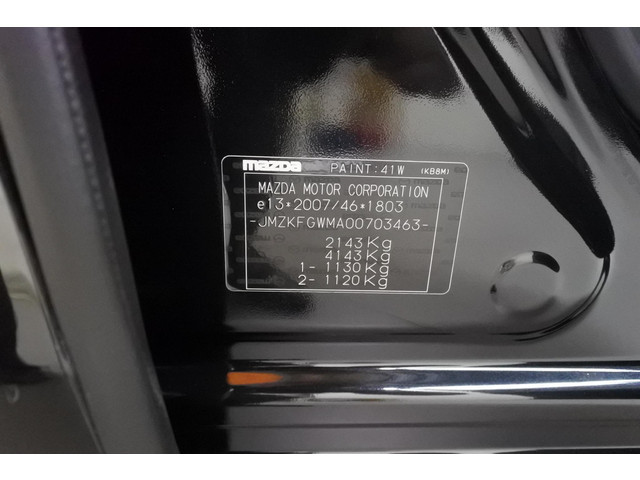 mazda PAINT:41W (KB8M)
MAZDA MOTOR CORPORATION
e13*2007/46*1803
-JMZKFGWMA00703463-
2143Kg
4143Kg
1- 1130Kg
2- 1120Kg